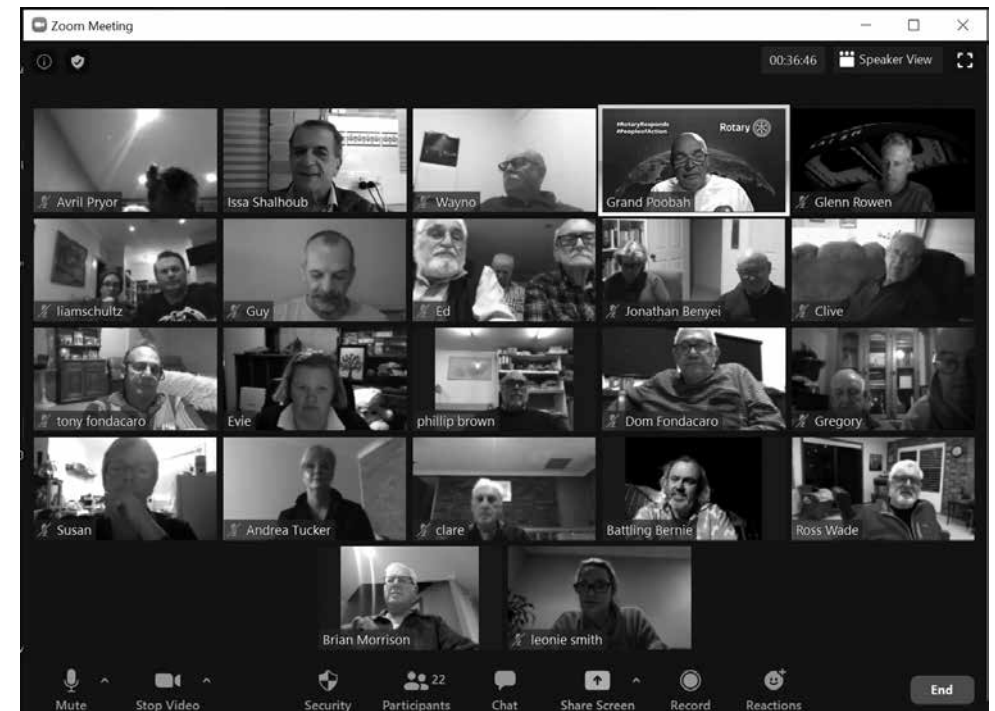 Zoom Meeting
00:36:46
Speaker View
Avril Pryor
Issa Shalhoub
Wayno
#RotaryResponds
#PeopleofAction
Rotary
Grand Poobah
Glenn Rowen
liamschultz
Guy
Ed
Jonathan Benyei
Clive
tony fondacaro
Evie
phillip brown
Dom Fondacaro
Gregory
Susan
Andrea Tucker
clare
Battling Bernie
Ross Wade
Brian Morrison
leonie smith
22
Mute
Stop Video
Security
Participants
Chat
Share Screen
Record
Reactions
End